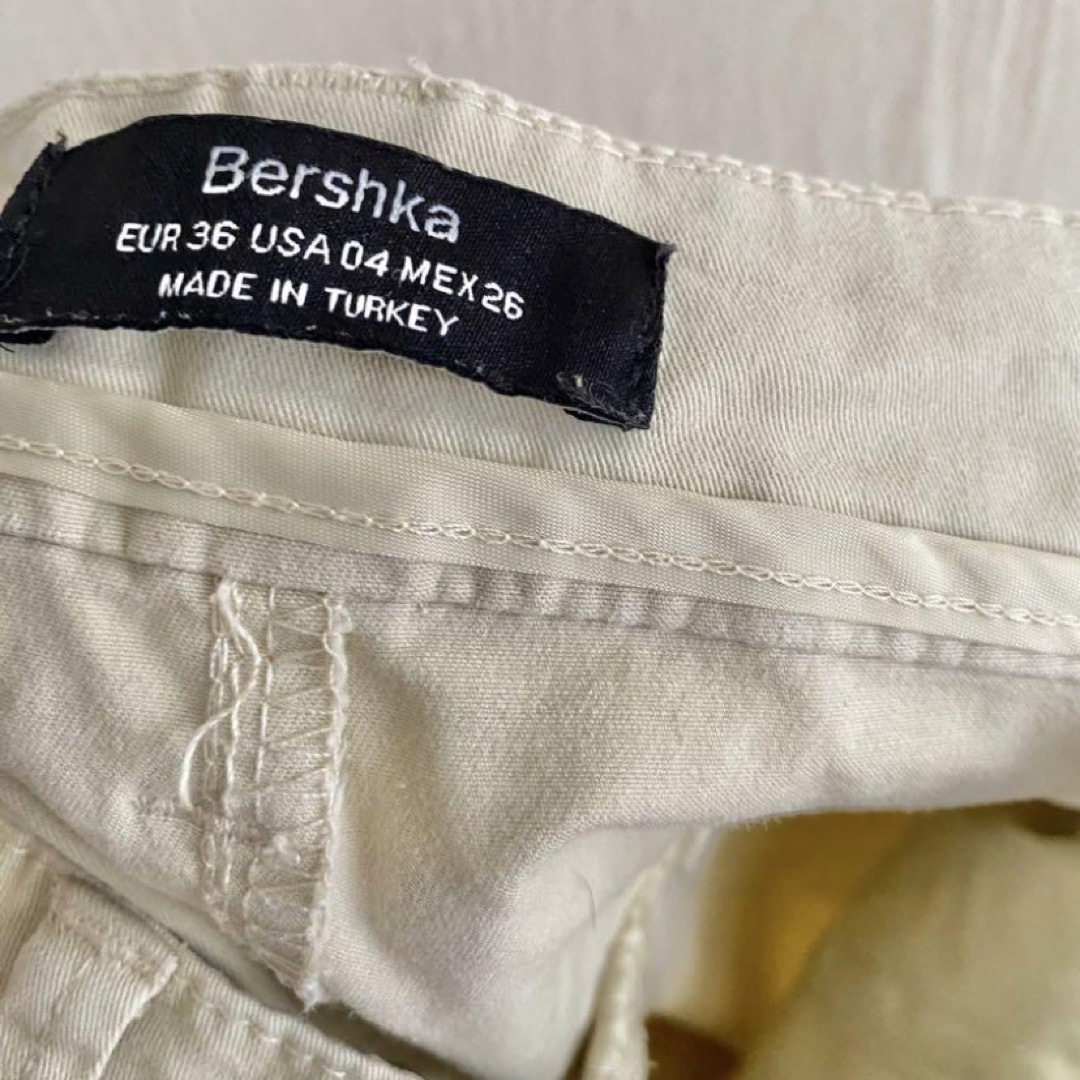 Bershka
EUR 36 USA 04 MEX 26
MADE IN TURKEY